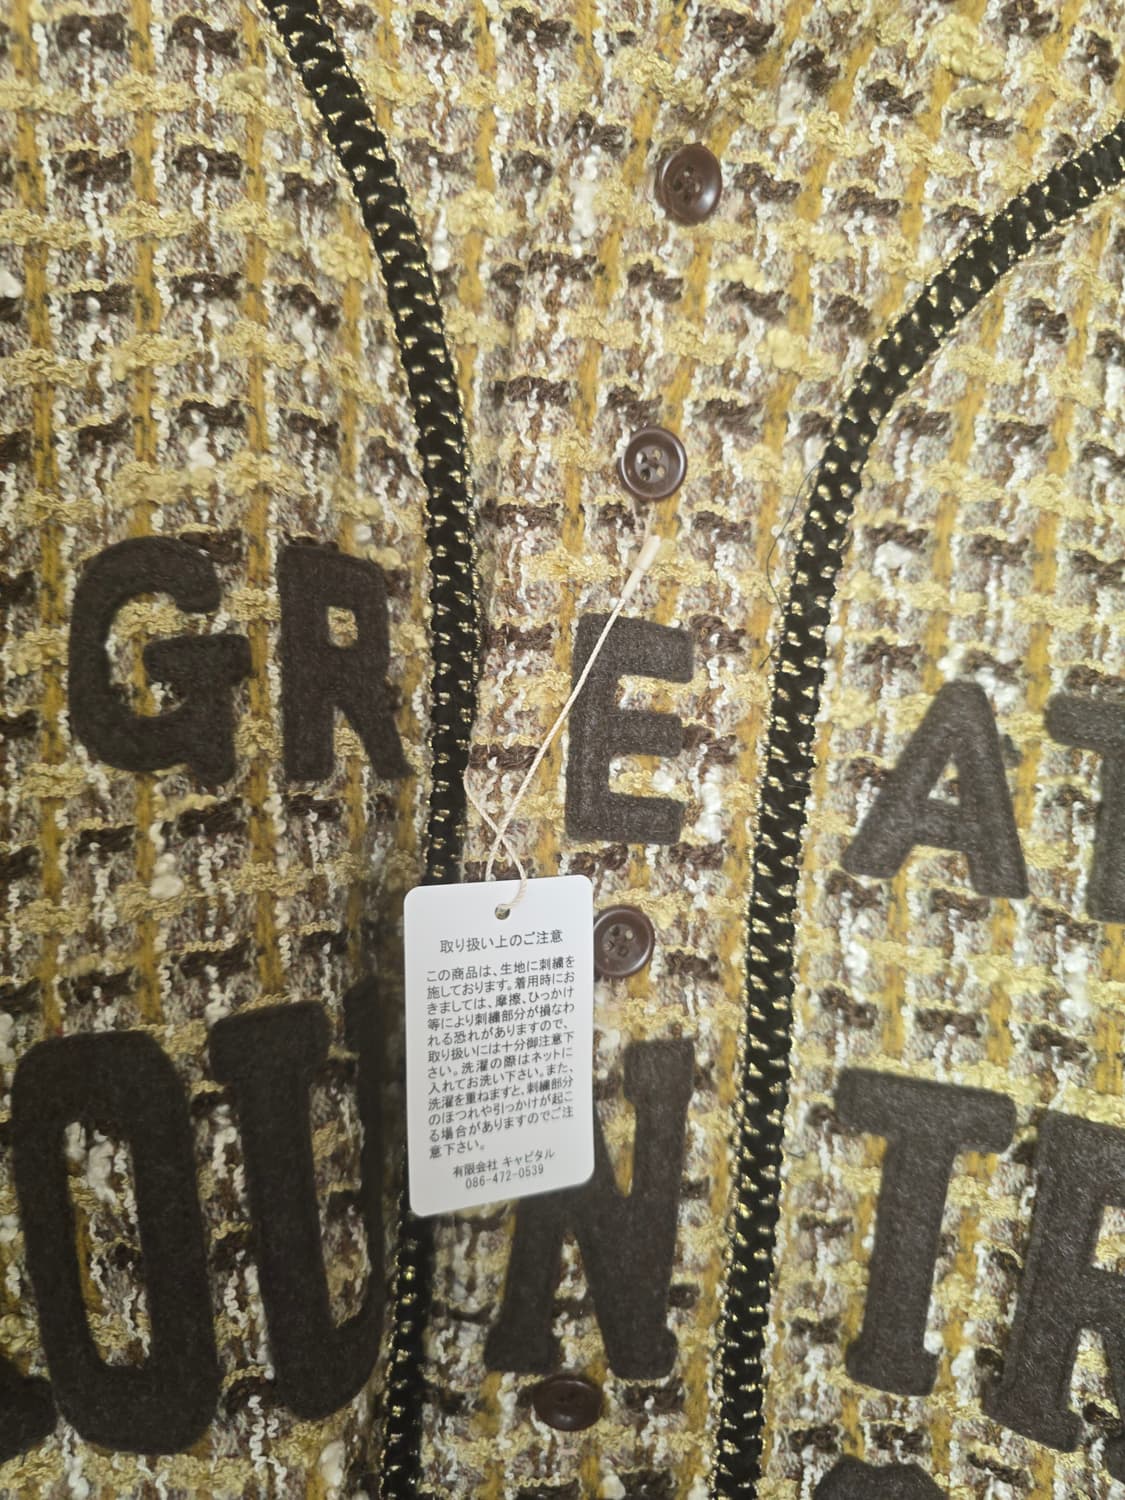 GREAT
取り扱い上のご注意
この商品は、生地に刺繍を
施しております。着用時にお
きましては、摩擦、ひっかけ
等により刺繍部分が損なわ
れる恐れがありますので、
取り扱いには十分御注意下
さい。洗濯の際はネットに
入れてお洗い下さい。また、
洗濯を重ねますと、刺繍部分
のほつれや引っかけが起こ
る場合がありますのでご注
意下さい。
有限会社 キャピタル
086-472-0539
OUNTR